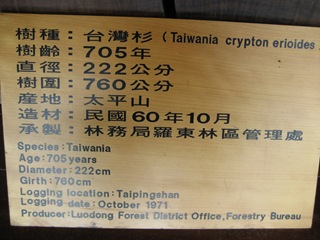 樹種：台灣杉（Taiwania crypton erioides
樹齡：705年
直徑：222公分
樹圍：760公分
產地：太平山
造材：民國60年10月
承製：林務局羅東林區管理處
Species:Taiwania
Age:705years
Diameter:222cm
Girth:760cm
Logging location:Taipingshan
Logging date:October 1971
Producer:Luodong Forest District Office,Forestry Bureau